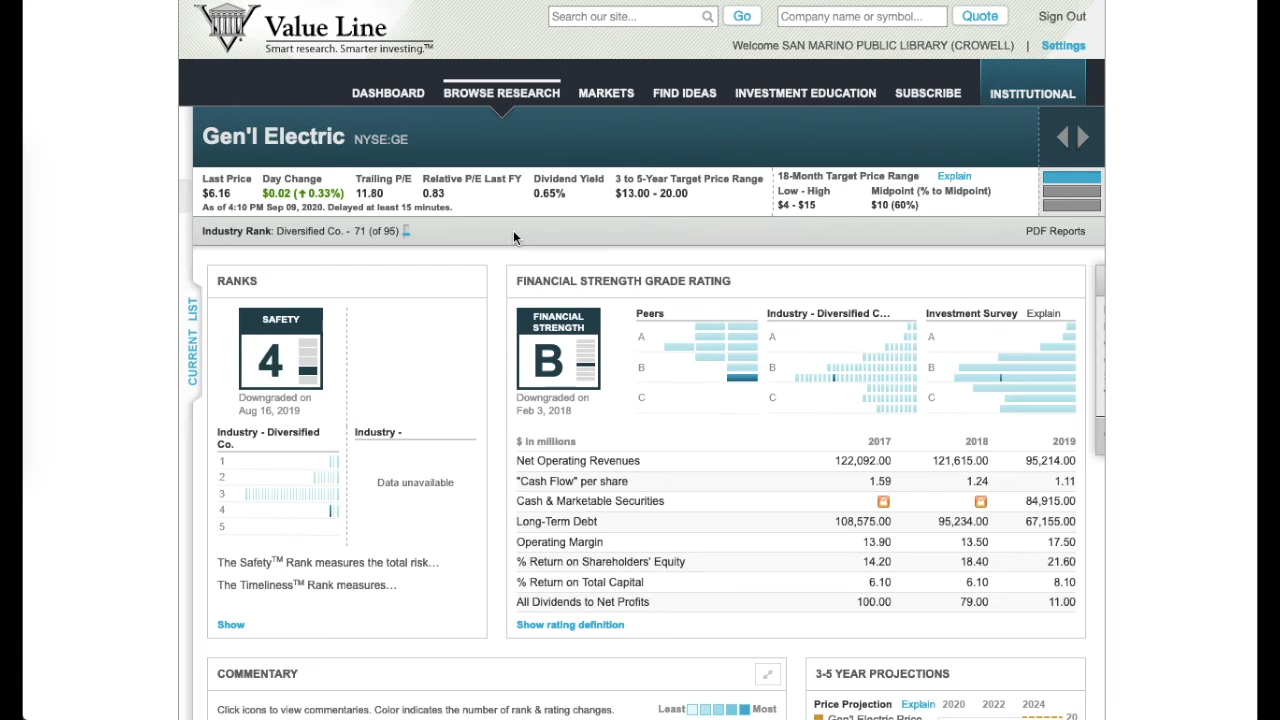 Value Line
Smart research. Smarter investing.™
Search our site...
Go
Company name or symbol...
Quote
Sign Out
Welcome SAN MARINO PUBLIC LIBRARY (CROWELL) | Settings
DASHBOARD BROWSE RESEARCH MARKETS FIND IDEAS INVESTMENT EDUCATION SUBSCRIBE INSTITUTIONAL
Gen'l Electric NYSE:GE
Last Price Day Change Trailing P/E Relative P/E Last FY Dividend Yield 3 to 5-Year Target Price Range
$6.16 $0.02 (↑0.33%) 11.80 0.83 0.65% $13.00 - 20.00
As of 4:10 PM Sep 09, 2020. Delayed at least 15 minutes.
18-Month Target Price Range Explain
Low - High Midpoint (% to Midpoint)
$4 - $15 $10 (60%)
Industry Rank: Diversified Co. - 71 (of 95)
PDF Reports
CURRENT LIST
RANKS
SAFETY
4
Downgraded on
Aug 16, 2019
Industry - Diversified
Co.
1
2
3
4
5
Industry -
Data unavailable
The Safety™ Rank measures the total risk...
The Timeliness™ Rank measures...
Show
FINANCIAL STRENGTH GRADE RATING
FINANCIAL
STRENGTH
B
Downgraded on
Feb 3, 2018
Peers
A
B
C
Industry - Diversified C...
A
B
C
Investment Survey Explain
A
B
C
$ in millions 2017 2018 2019
Net Operating Revenues 122,092.00 121,615.00 95,214.00
"Cash Flow" per share 1.59 1.24 1.11
Cash & Marketable Securities 84,915.00
Long-Term Debt 108,575.00 95,234.00 67,155.00
Operating Margin 13.90 13.50 17.50
% Return on Shareholders' Equity 14.20 18.40 21.60
% Return on Total Capital 6.10 6.10 8.10
All Dividends to Net Profits 100.00 79.00 11.00
Show rating definition
COMMENTARY
Click icons to view commentaries. Color indicates the number of rank & rating changes.
Least Most
3-5 YEAR PROJECTIONS
Price Projection Explain 2020 2022 2024
Gen'l Electric Price 20